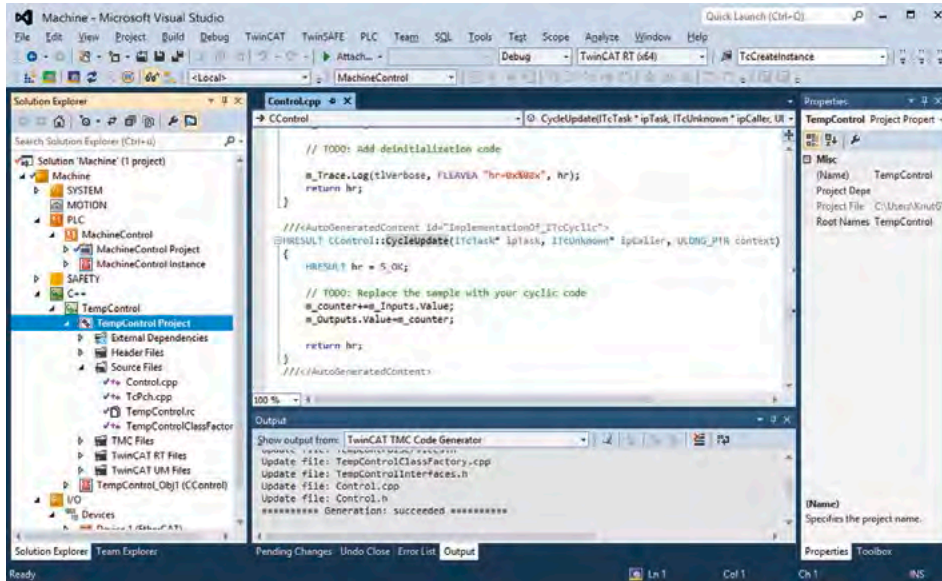 Machine - Microsoft Visual Studio
Quick Launch (Ctrl+Q)
File Edit View Project Build Debug TwinCAT TwinSAFE PLC Team SQL Tools Test Scope Analyze Window Help
Attach... Debug TwinCAT RT (x64) TcCreateInstance
<Local> MachineControl
Solution Explorer
Search Solution Explorer (Ctrl+ü)
Solution 'Machine' (1 project)
Machine
SYSTEM
MOTION
PLC
MachineControl
MachineControl Project
MachineControl Instance
SAFETY
C++
TempControl
TempControl Project
External Dependencies
Header Files
Source Files
Control.cpp
TcPch.cpp
TempControl.rc
TempControlClassFactor
TMC Files
TwinCAT RT Files
TwinCAT UM Files
TempControl_Obj1 (CControl)
I/O
Devices
Device 1 (EtherCAT)
Solution Explorer Team Explorer
Control.cpp
CControl
CycleUpdate(ITcTask * ipTask, ITcUnknown * ipCaller, UL
// TODO: Add deinitialization code
m_Trace.Log(tlVerbose, FLEAVEA "hr=0x%08x", hr);
return hr;
}
///<AutoGeneratedContent id="ImplementationOf_ITcCyclic">
HRESULT CControl::CycleUpdate(ITcTask* ipTask, ITcUnknown* ipCaller, ULONG_PTR context)
{
HRESULT hr = S_OK;
// TODO: Replace the sample with your cyclic code
m_counter+=m_Inputs.Value;
m_Outputs.Value=m_counter;
return hr;
}
///</AutoGeneratedContent>
100 %
Output
Show output from: TwinCAT TMC Code Generator
Update file: TempControlClassFactory.cpp
Update file: TempControlInterfaces.h
Update file: Control.cpp
Update file: Control.h
********** Generation: succeeded **********
Pending Changes Undo Close Error List Output
Properties
TempControl Project Propert
Misc
(Name) TempControl
Project Depe
Project File C:\Users\KnutG
Root Names TempControl
(Name)
Specifies the project name.
Properties Toolbox
Ready Ln 1 Col 1 Ch 1 INS